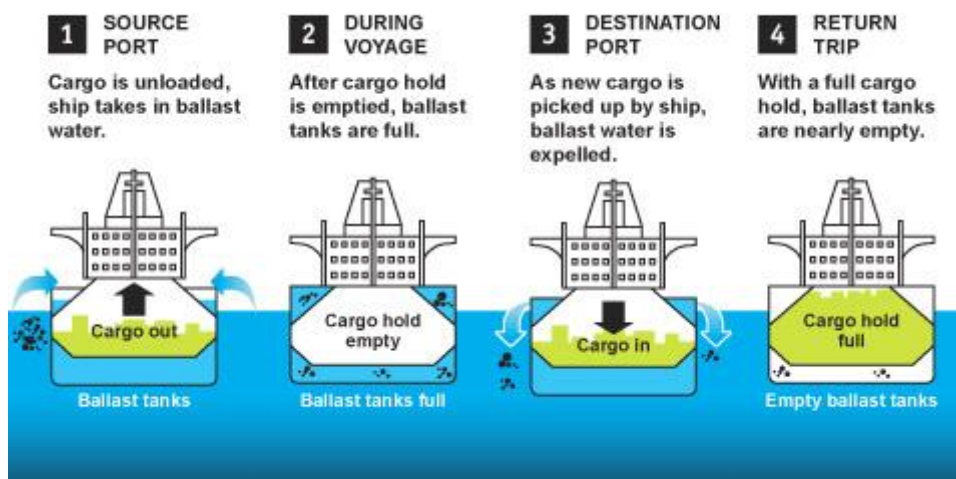 1 SOURCE
PORT
Cargo is unloaded,
ship takes in ballast
water.
Cargo out
Ballast tanks
2 DURING
VOYAGE
After cargo hold
is emptied, ballast
tanks are full.
Cargo hold
empty
Ballast tanks full
3 DESTINATION
PORT
As new cargo is
picked up by ship,
ballast water is
expelled.
Cargo in
4 RETURN
TRIP
With a full cargo
hold, ballast tanks
are nearly empty.
Cargo hold
full
Empty ballast tanks